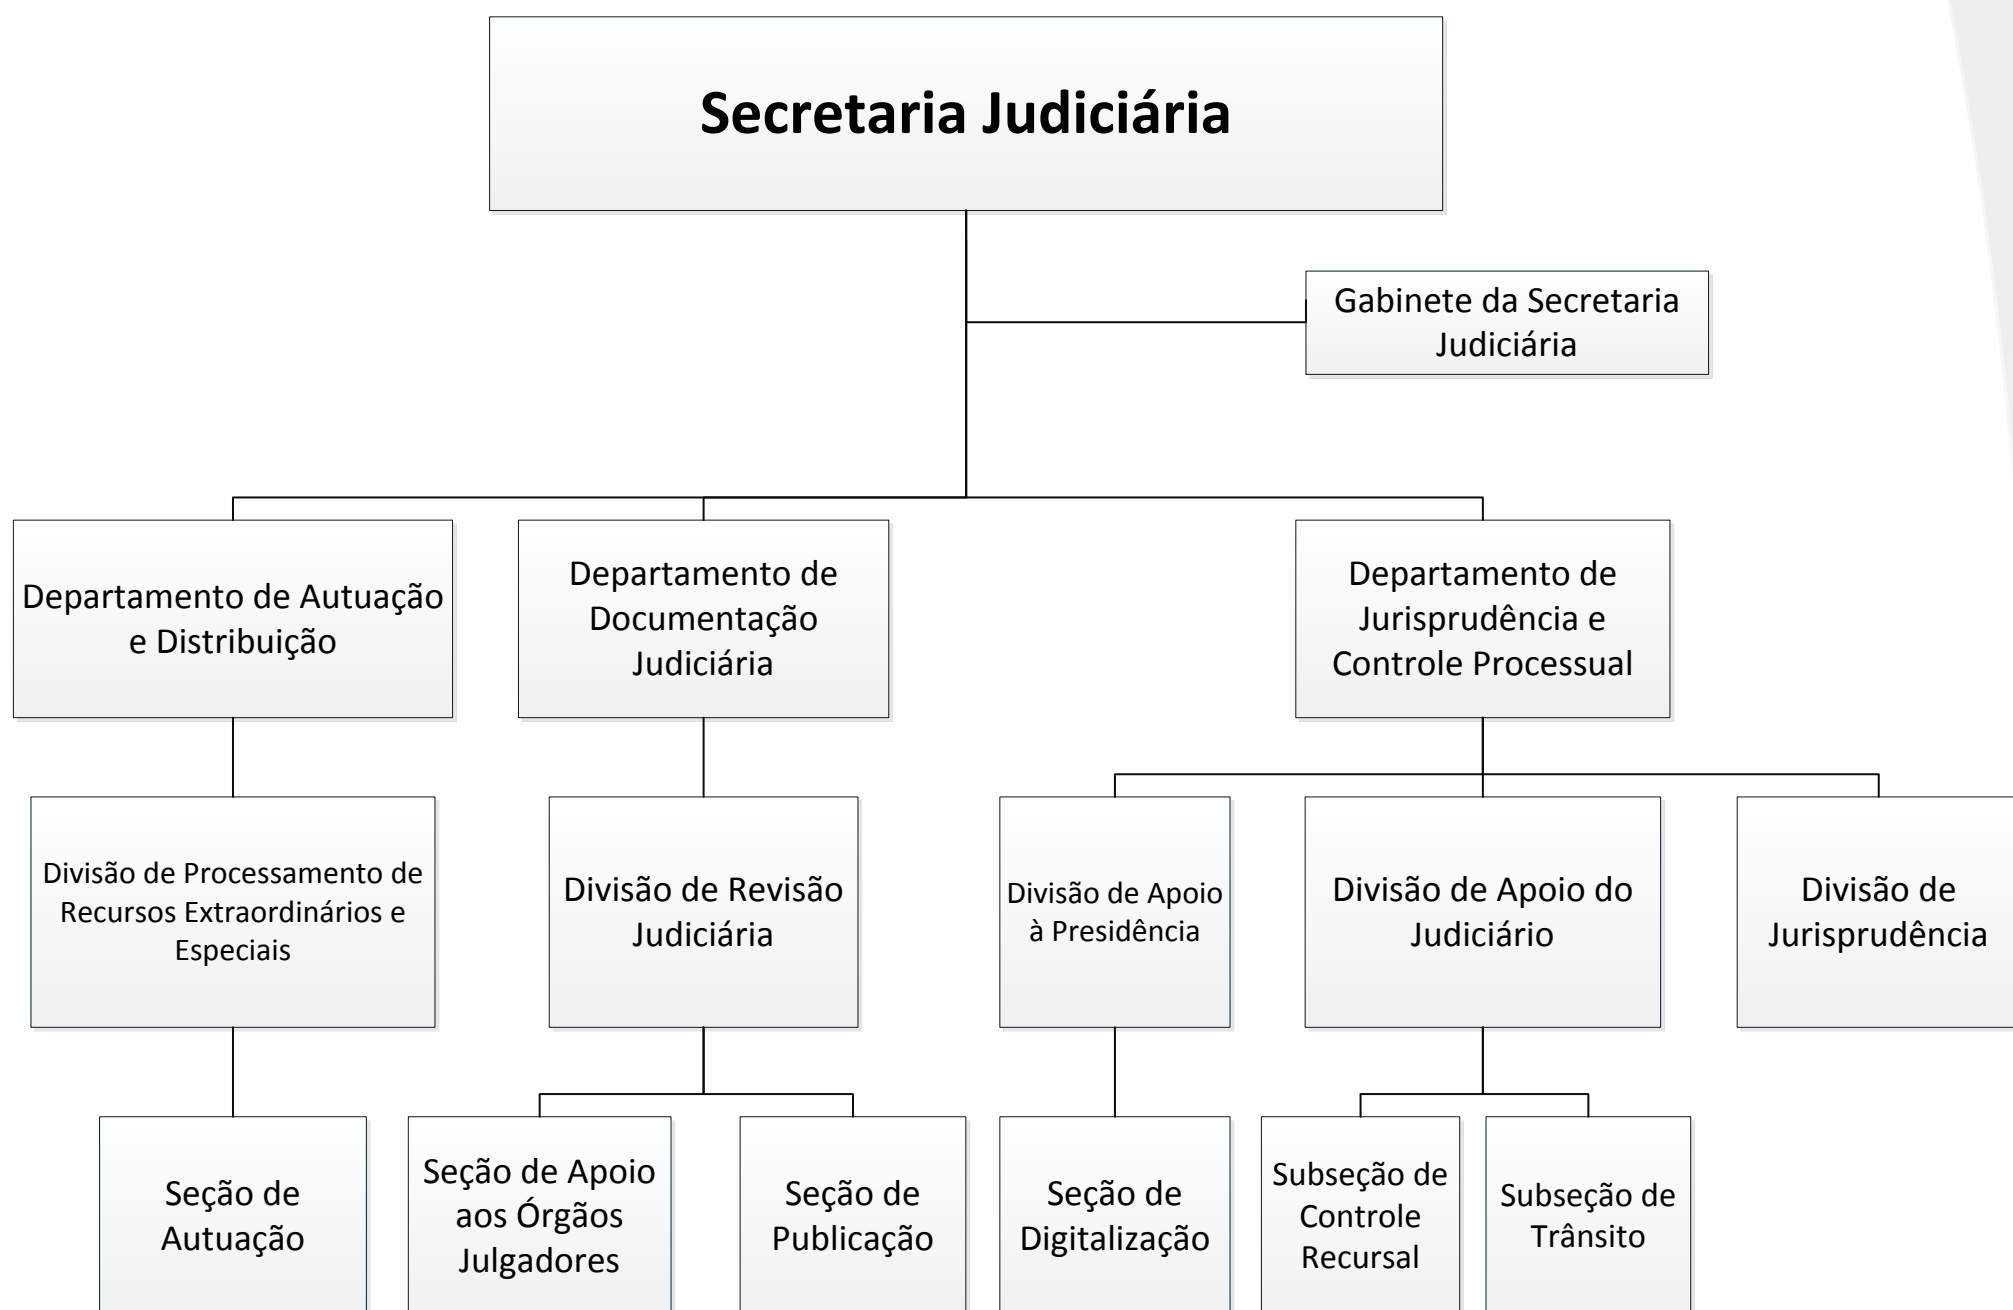 Secretaria Judiciária
Gabinete da Secretaria
Judiciária
Departamento de Autuação
e Distribuição
Departamento de
Documentação
Judiciária
Departamento de
Jurisprudência e
Controle Processual
Divisão de Processamento de
Recursos Extraordinários e
Especiais
Divisão de Revisão
Judiciária
Divisão de Apoio
à Presidência
Divisão de Apoio do
Judiciário
Divisão de
Jurisprudência
Seção de
Autuação
Seção de Apoio
aos Órgãos
Julgadores
Seção de
Publicação
Seção de
Digitalização
Subseção de
Controle
Recursal
Subseção de
Trânsito